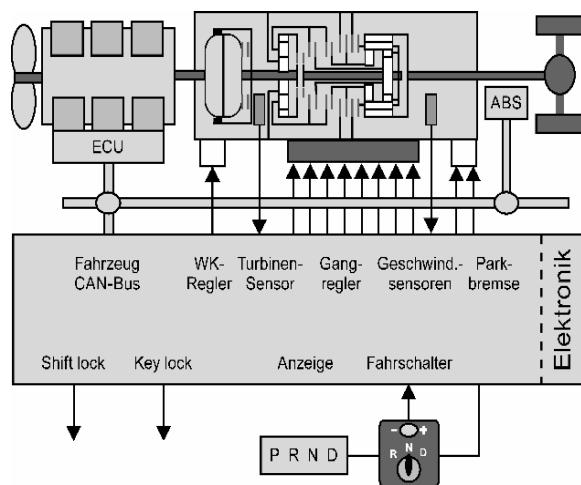 ABS
ECU
Fahrzeug
CAN-Bus
WK-
Regler
Turbinen-
Sensor
Gang-
regler
Geschwind.-
sensoren
Park-
bremse
Elektronik
Shift lock
Key lock
Anzeige
Fahrschalter
P R N D
- +
R N D